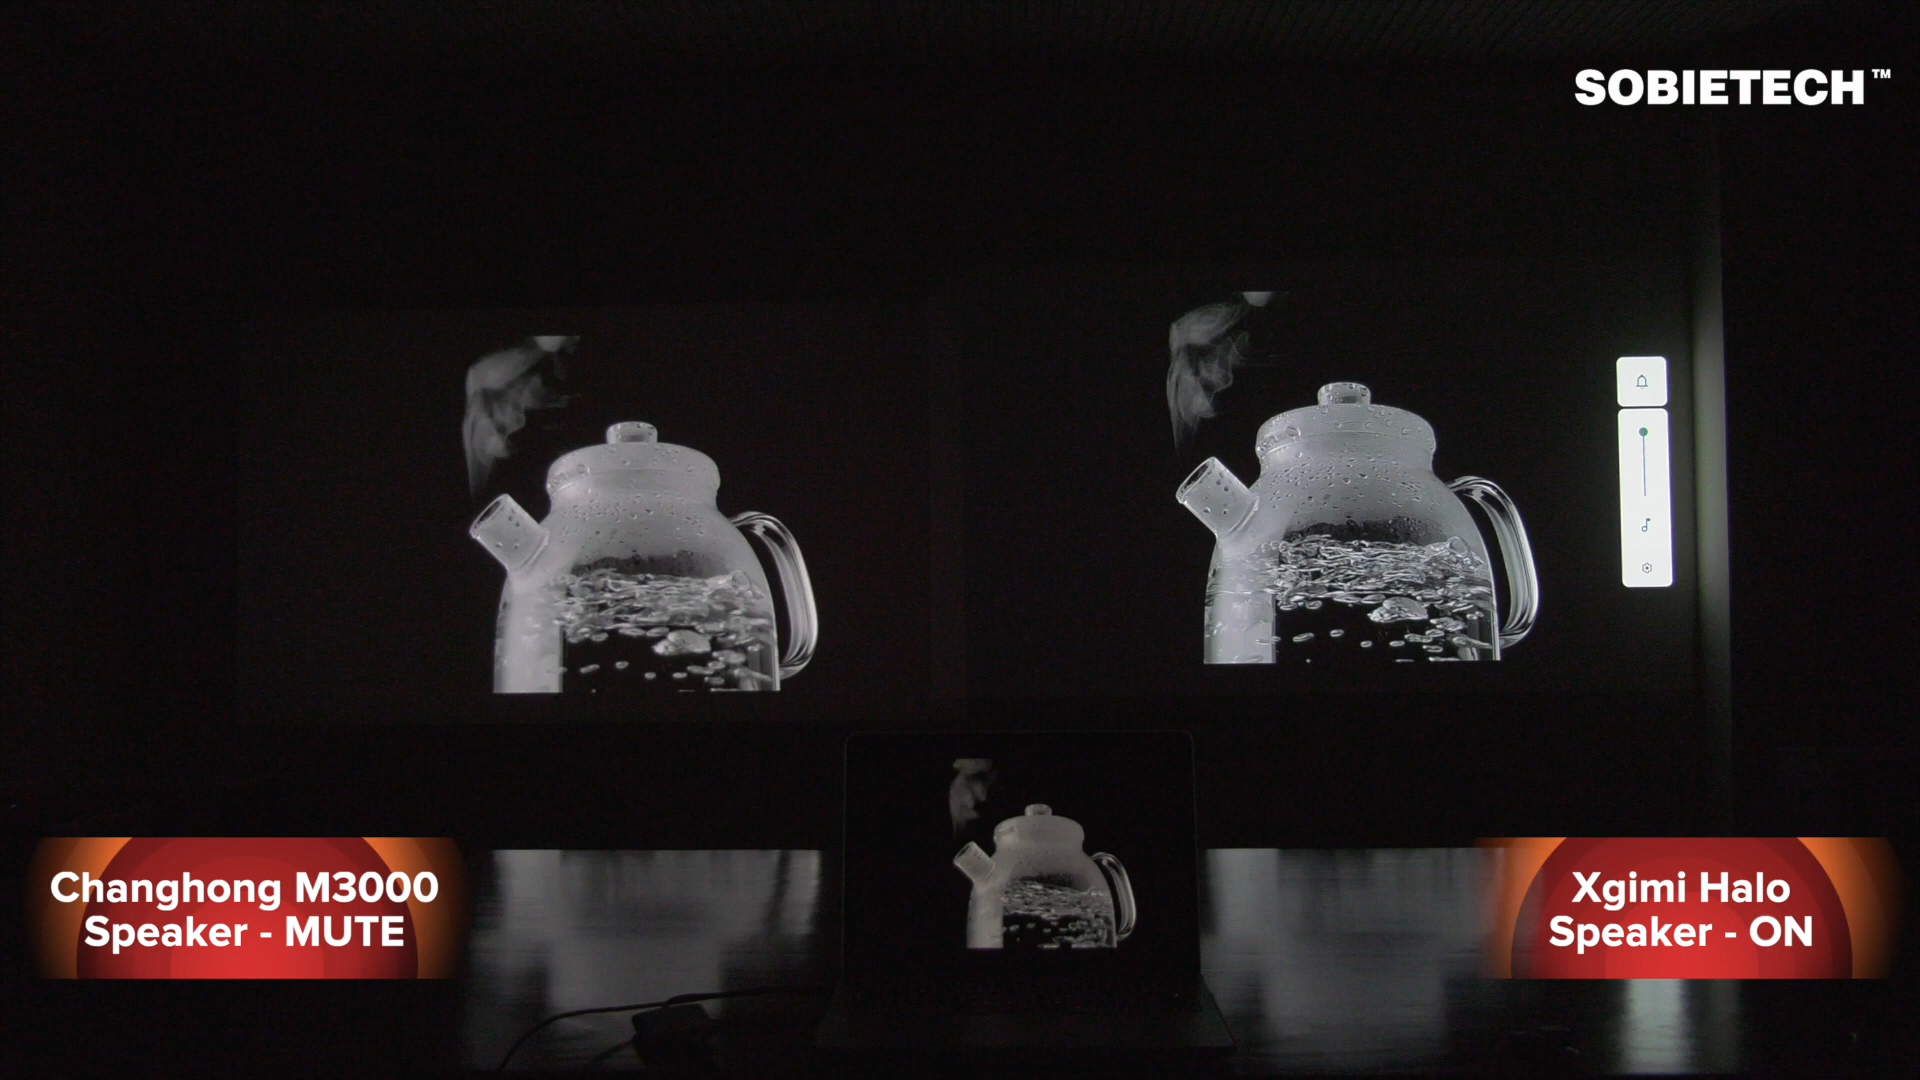 SOBIETECH™
Changhong M3000
Speaker - MUTE
Xgimi Halo
Speaker - ON